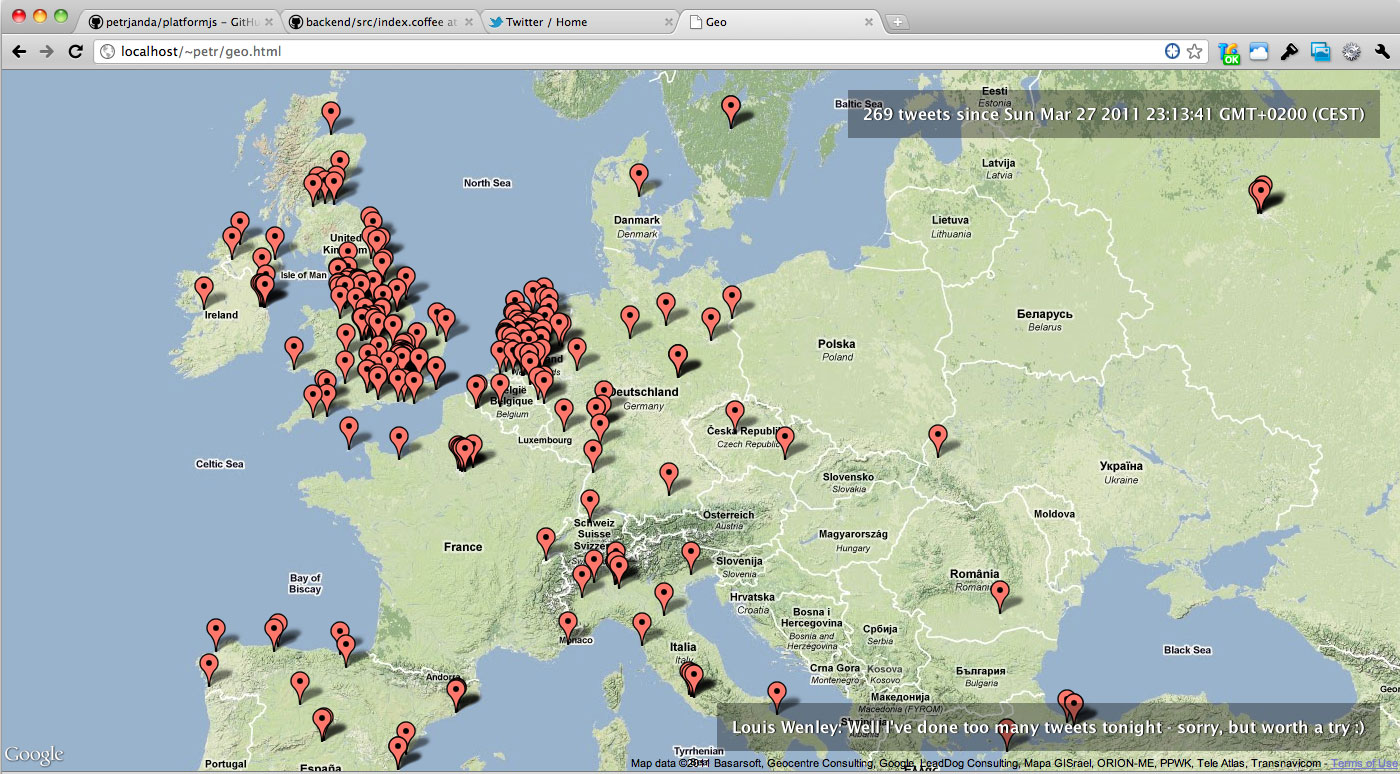 petrjanda/platformjs - GitHu
backend/src/index.coffee at
Twitter / Home
Geo
localhost/~petr/geo.html
OK
269 tweets since Sun Mar 27 2011 23:13:41 GMT+0200 (CEST)
Baltic Sea
Eesti
Estonia
Latvija
Latvia
North Sea
Danmark
Denmark
Lietuva
Lithuania
United
Kingdom
Isle of Man
Ireland
Беларусь
Belarus
Polska
Poland
België
Belgique
Belgium
Deutschland
Germany
Luxembourg
Česká Republi
Czech Republic
Celtic Sea
Україна
Ukraine
Slovensko
Slovakia
Moldova
Österreich
Austria
Schweiz
Suisse
Svizzer
France
Magyarország
Hungary
Slovenija
Slovenia
România
Romani
Bay of
Biscay
Hrvatska
Croatia
Bosna i
Hercegovina
Bosnia and
Herzegovina
Србија
Serbia
Monaco
Italia
Italy
Black Sea
Crna Gora
Montenegro
Kosovo
Kosovo
България
Bulgaria
Andorra
Geor
Македонија
Macedonia (FYROM)
Louis Wenley: Well I've done too many tweets tonight - sorry, but worth a try :)
Google
Portugal
España
Tyrrhenian
Sea
Map data ©2011 Basarsoft, Geocentre Consulting, Google, LeadDog Consulting, Mapa GISrael, ORION-ME, PPWK, Tele Atlas, Transnavicom - Terms of Use